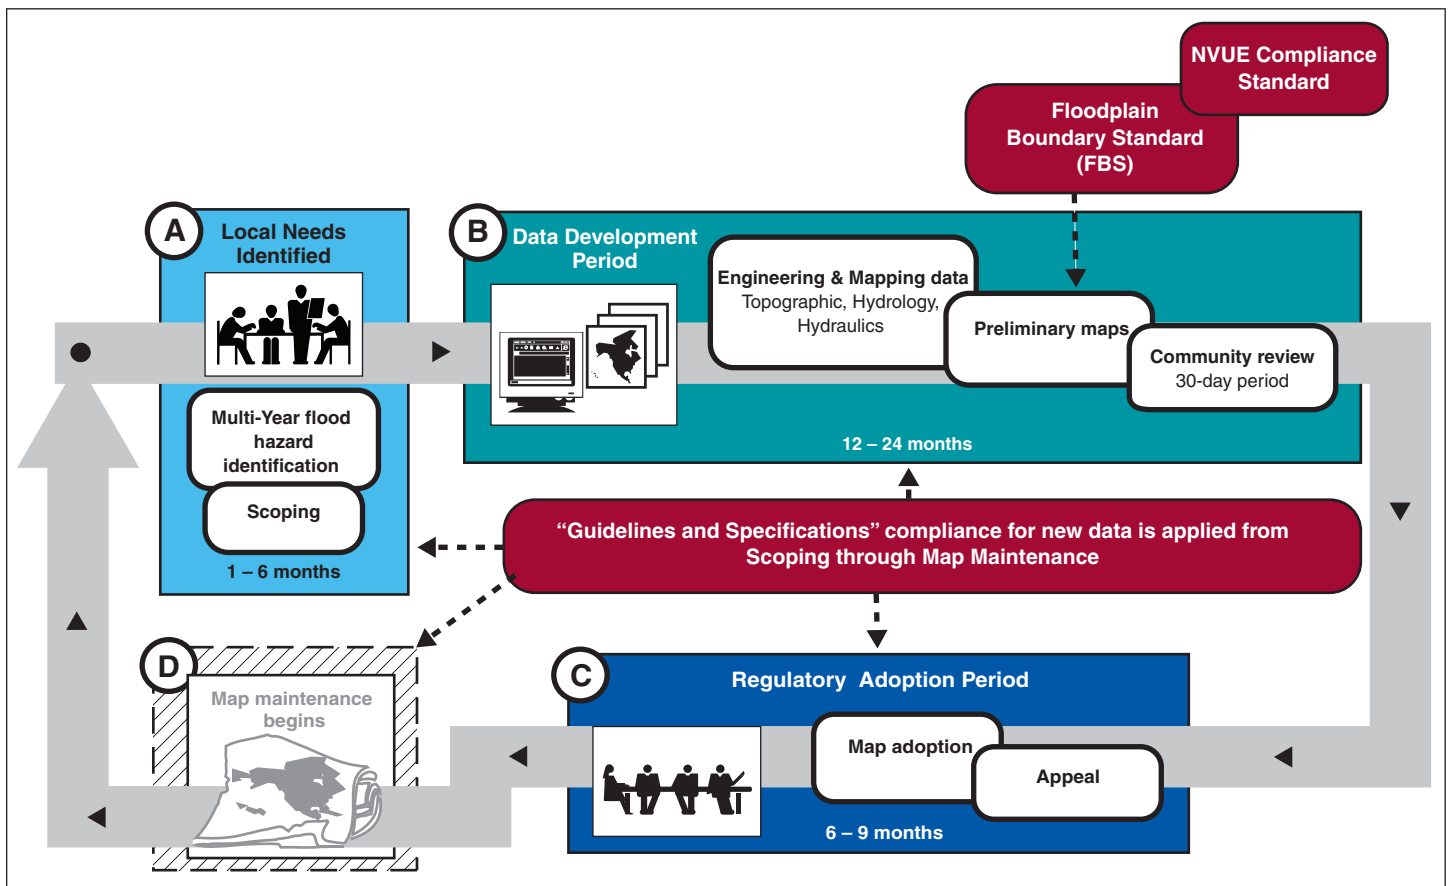 NVUE Compliance
Standard
Floodplain
Boundary Standard
(FBS)
A
Local Needs
Identified
Multi-Year flood
hazard
identification
Scoping
1 – 6 months
B
Data Development
Period
Engineering & Mapping data
Topographic, Hydrology,
Hydraulics
Preliminary maps
Community review
30-day period
12 – 24 months
“Guidelines and Specifications” compliance for new data is applied from
Scoping through Map Maintenance
C
Regulatory Adoption Period
Map adoption
Appeal
6 – 9 months
D
Map maintenance
begins